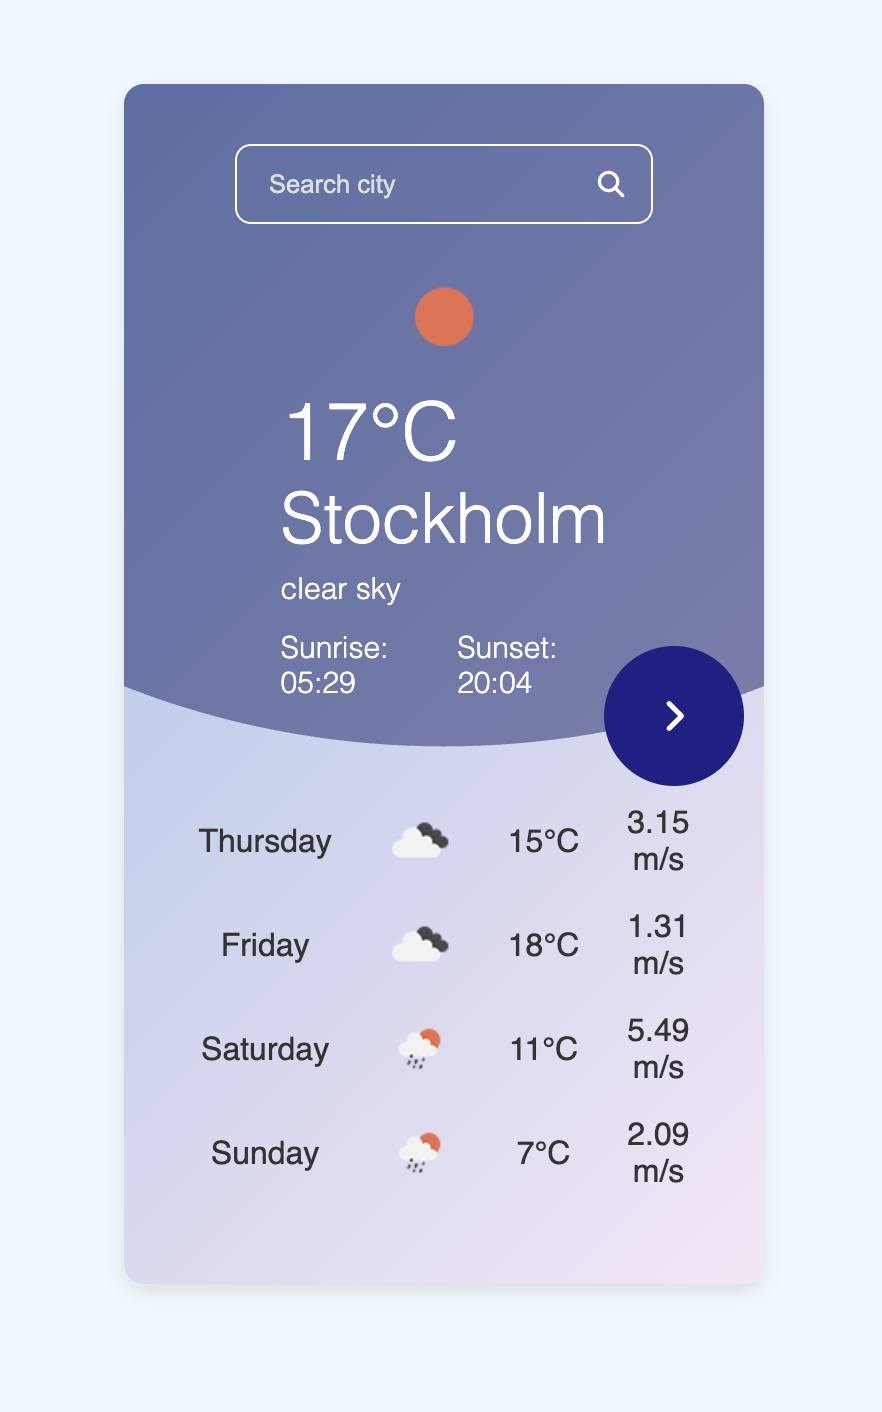 Search city
17°C
Stockholm
clear sky
Sunrise: Sunset:
05:29 20:04
Thursday 15°C 3.15 m/s
Friday 18°C 1.31 m/s
Saturday 11°C 5.49 m/s
Sunday 7°C 2.09 m/s